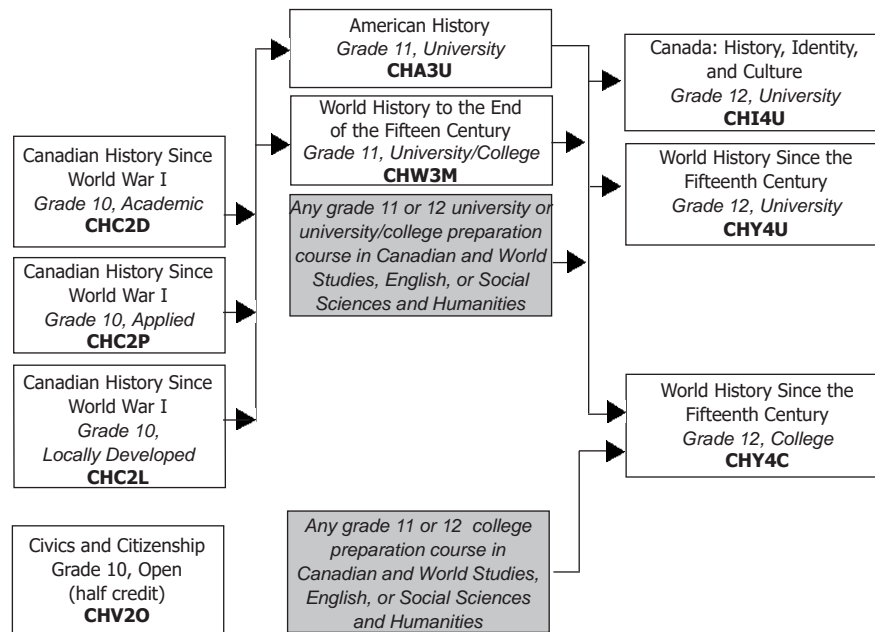 American History
Grade 11, University
CHA3U
World History to the End
of the Fifteen Century
Grade 11, University/College
CHW3M
Any grade 11 or 12 university or
university/college preparation
course in Canadian and World
Studies, English, or Social
Sciences and Humanities
Canadian History Since
World War I
Grade 10, Academic
CHC2D
Canadian History Since
World War I
Grade 10, Applied
CHC2P
Canadian History Since
World War I
Grade 10,
Locally Developed
CHC2L
Civics and Citizenship
Grade 10, Open
(half credit)
CHV2O
Any grade 11 or 12 college
preparation course in
Canadian and World Studies,
English, or Social Sciences
and Humanities
Canada: History, Identity,
and Culture
Grade 12, University
CHI4U
World History Since the
Fifteenth Century
Grade 12, University
CHY4U
World History Since the
Fifteenth Century
Grade 12, College
CHY4C